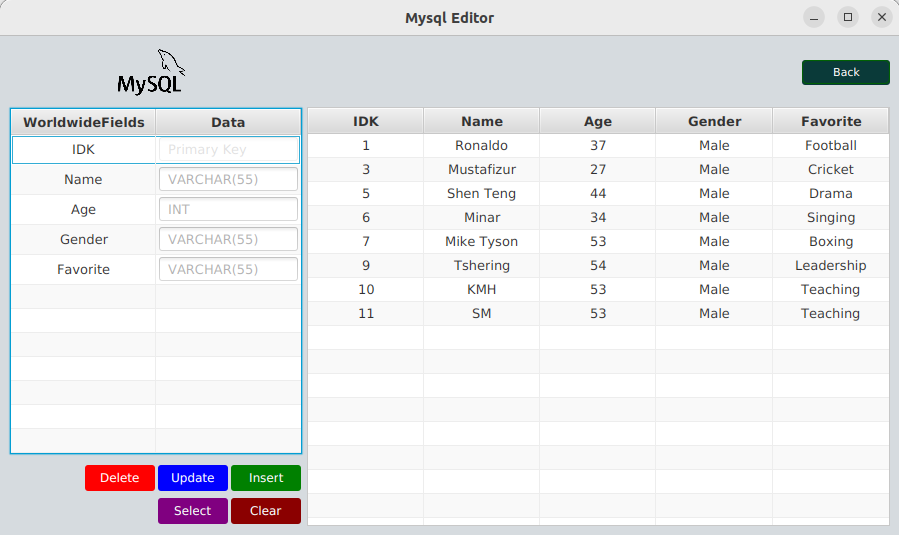 Mysql Editor
MySQL
Back
WorldwideFields Data
IDK Primary Key
Name VARCHAR(55)
Age INT
Gender VARCHAR(55)
Favorite VARCHAR(55)
Delete Update Insert
Select Clear
IDK Name Age Gender Favorite
1 Ronaldo 37 Male Football
3 Mustafizur 27 Male Cricket
5 Shen Teng 44 Male Drama
6 Minar 34 Male Singing
7 Mike Tyson 53 Male Boxing
9 Tshering 54 Male Leadership
10 KMH 53 Male Teaching
11 SM 53 Male Teaching